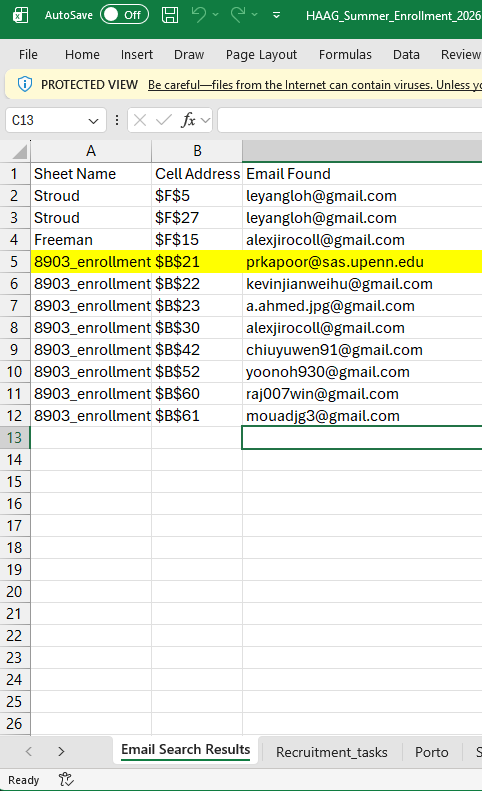 AutoSave Off HAAG_Summer_Enrollment_2026
File Home Insert Draw Page Layout Formulas Data Review
PROTECTED VIEW Be careful—files from the Internet can contain viruses. Unless
C13 fx
A B
1 Sheet Name Cell Address Email Found
2 Stroud $F$5 leyangloh@gmail.com
3 Stroud $F$27 leyangloh@gmail.com
4 Freeman $F$15 alexjirocoll@gmail.com
5 8903_enrollment $B$21 prkapoor@sas.upenn.edu
6 8903_enrollment $B$22 kevinjianweihu@gmail.com
7 8903_enrollment $B$23 a.ahmed.jpg@gmail.com
8 8903_enrollment $B$30 alexjirocoll@gmail.com
9 8903_enrollment $B$42 chiuyuwen91@gmail.com
10 8903_enrollment $B$52 yoonoh930@gmail.com
11 8903_enrollment $B$60 raj007win@gmail.com
12 8903_enrollment $B$61 mouadjg3@gmail.com
13
14
15
16
17
18
19
20
21
22
23
24
25
26
Email Search Results Recruitment_tasks Porto S
Ready